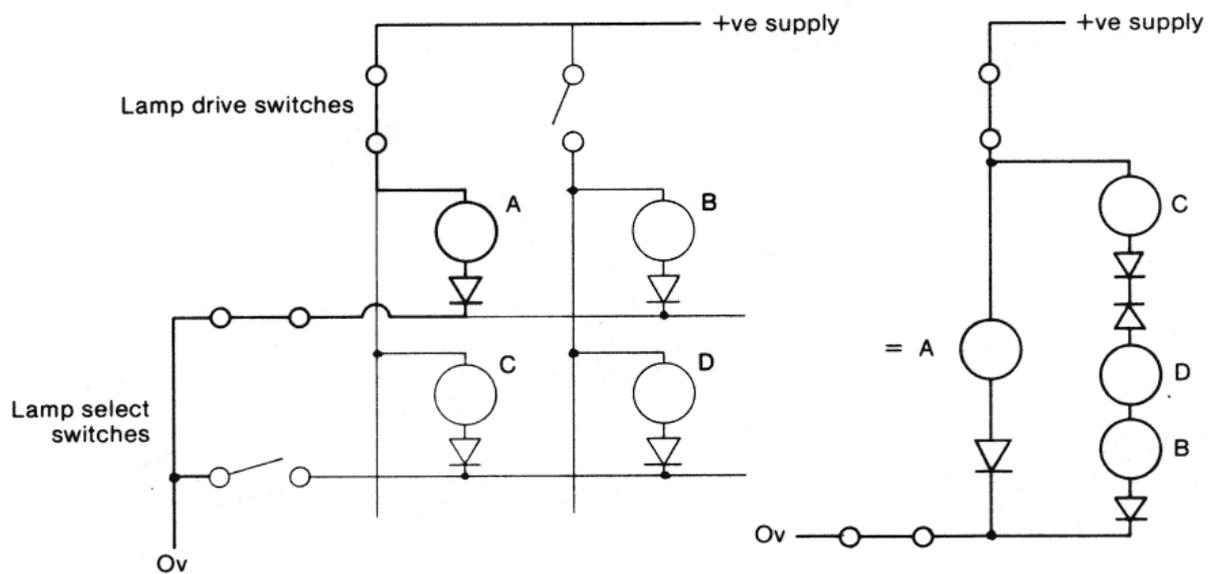 +ve supply
Lamp drive switches
A
B
C
D
Lamp select
switches
Ov
+ve supply
C
= A
D
B
Ov